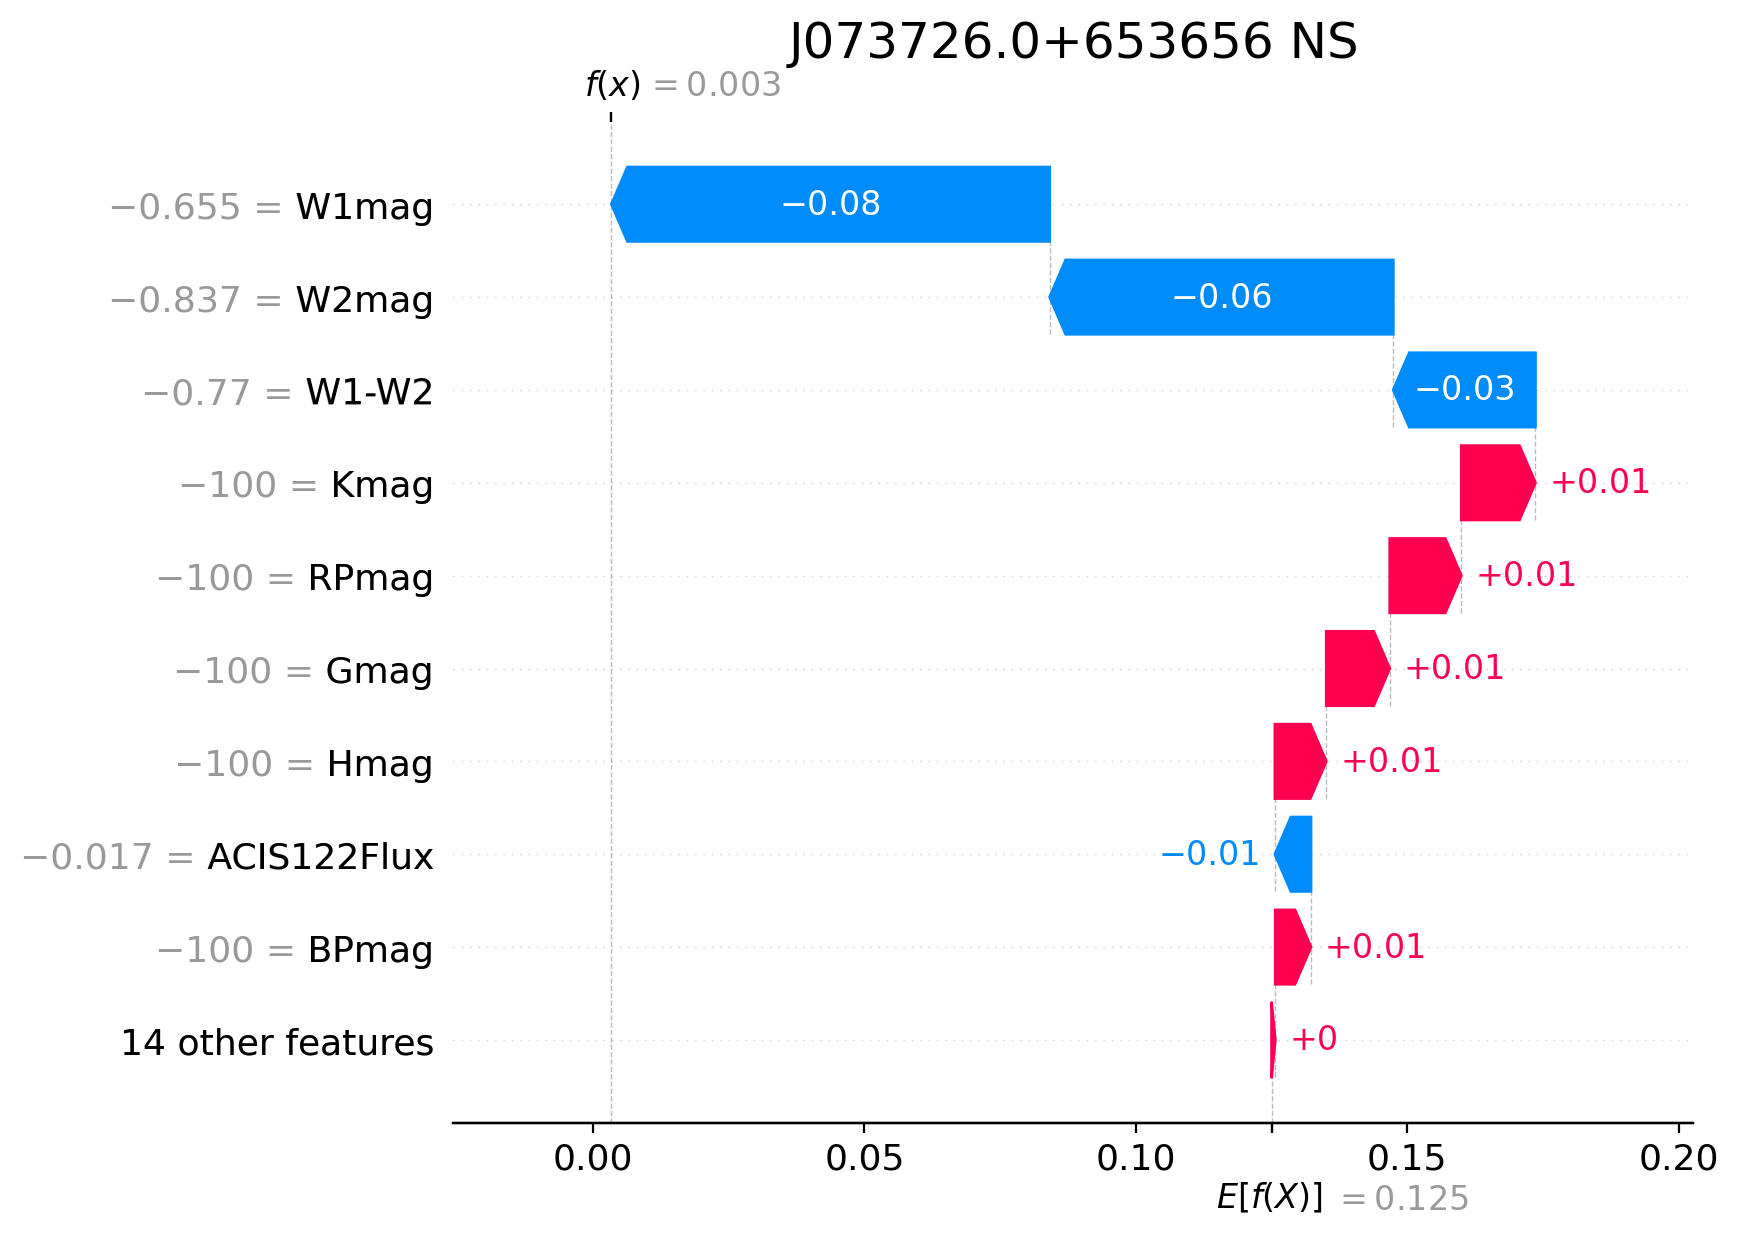 J073726.0+653656 NS
f(x) = 0.003
−0.655 = W1mag
−0.08
−0.837 = W2mag
−0.06
−0.77 = W1-W2
−0.03
−100 = Kmag
+0.01
−100 = RPmag
+0.01
−100 = Gmag
+0.01
−100 = Hmag
+0.01
−0.017 = ACIS122Flux
−0.01
−100 = BPmag
+0.01
14 other features
+0
0.00 0.05 0.10 0.15 0.20
E[f(X)] = 0.125